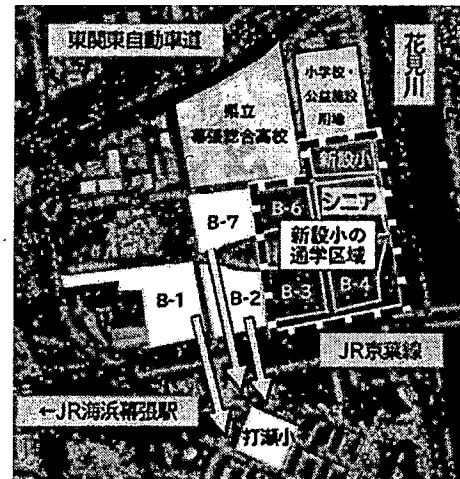 東関東自動車道
花見川
小学校・
公益施設
用地
県立
幕張総合高校
新設小
シニア
B-7
B-6
新設小の
通学区域
B-1
B-2
B-3
B-4
JR京葉線
←JR海浜幕張駅
打瀬小